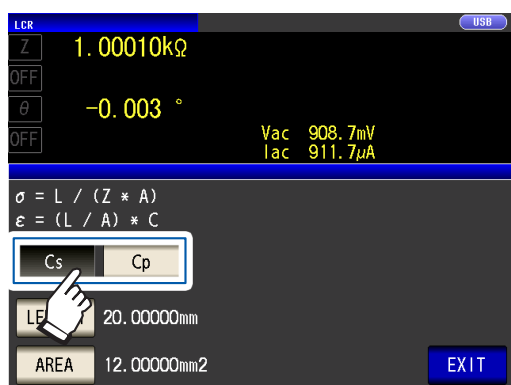 LCR USB
Z 1.00010kΩ
OFF
θ -0.003 °
OFF
Vac 908.7mV
Iac 911.7μA
σ = L / (Z * A)
ε = (L / A) * C
Cs Cp
20.00000mm
AREA 12.00000mm2
EXIT